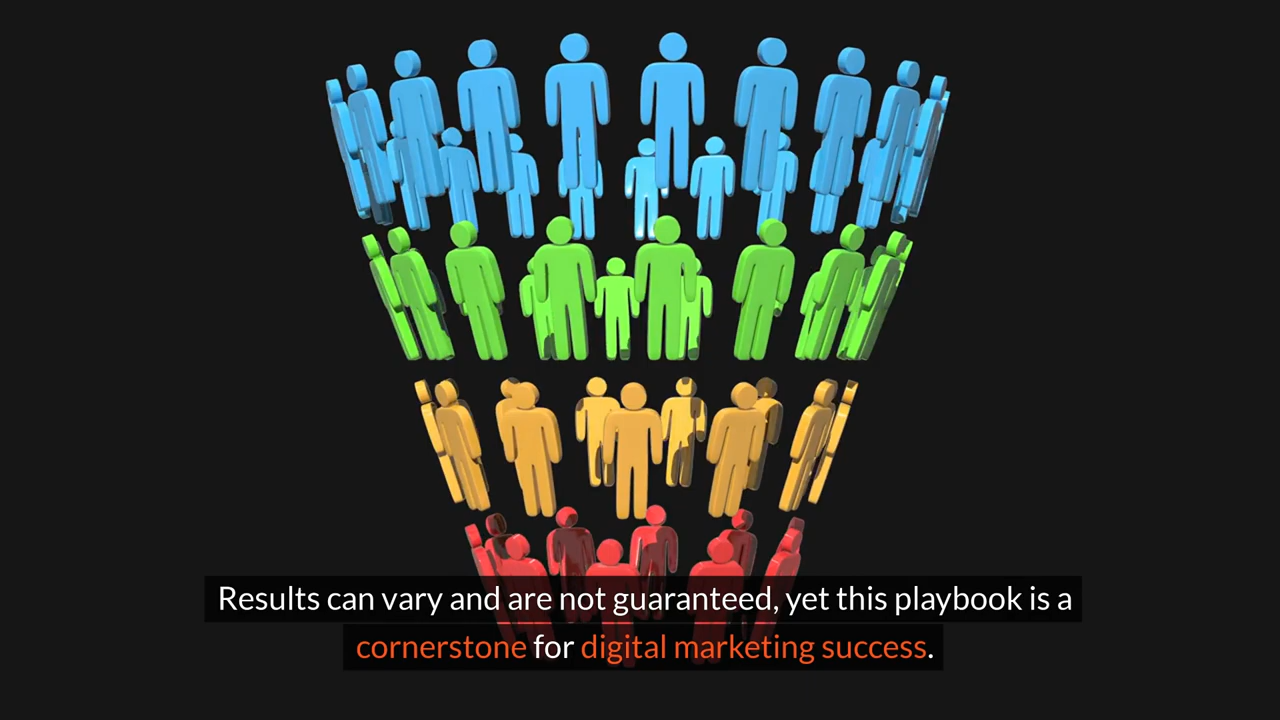 Results can vary and are not guaranteed, yet this playbook is a
cornerstone for digital marketing success.